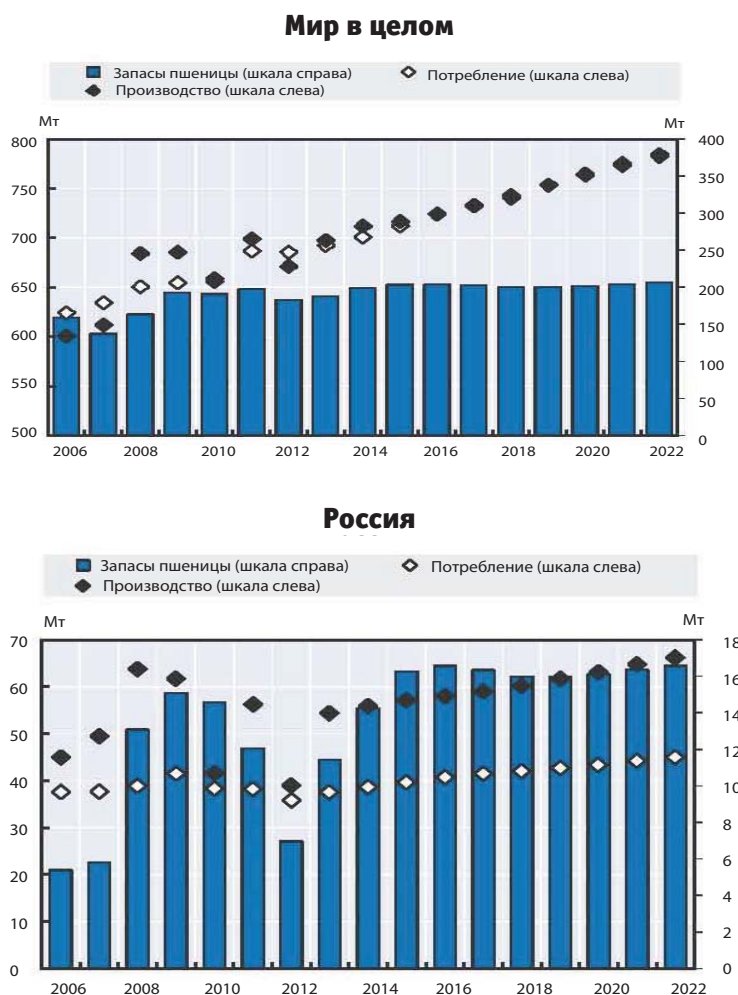 Мир в целом
Запасы пшеницы (шкала справа) Потребление (шкала слева)
Производство (шкала слева)
Мт Мт
800 400
750 350
700 300
250
650 200
600 150
100
550 50
500 0
2006 2008 2010 2012 2014 2016 2018 2020 2022
Россия
Запасы пшеницы (шкала справа) Потребление (шкала слева)
Производство (шкала слева)
Мт Мт
70 18
60 16
14
50 12
40 10
30 8
6
20 4
10 2
0 0
2006 2008 2010 2012 2014 2016 2018 2020 2022